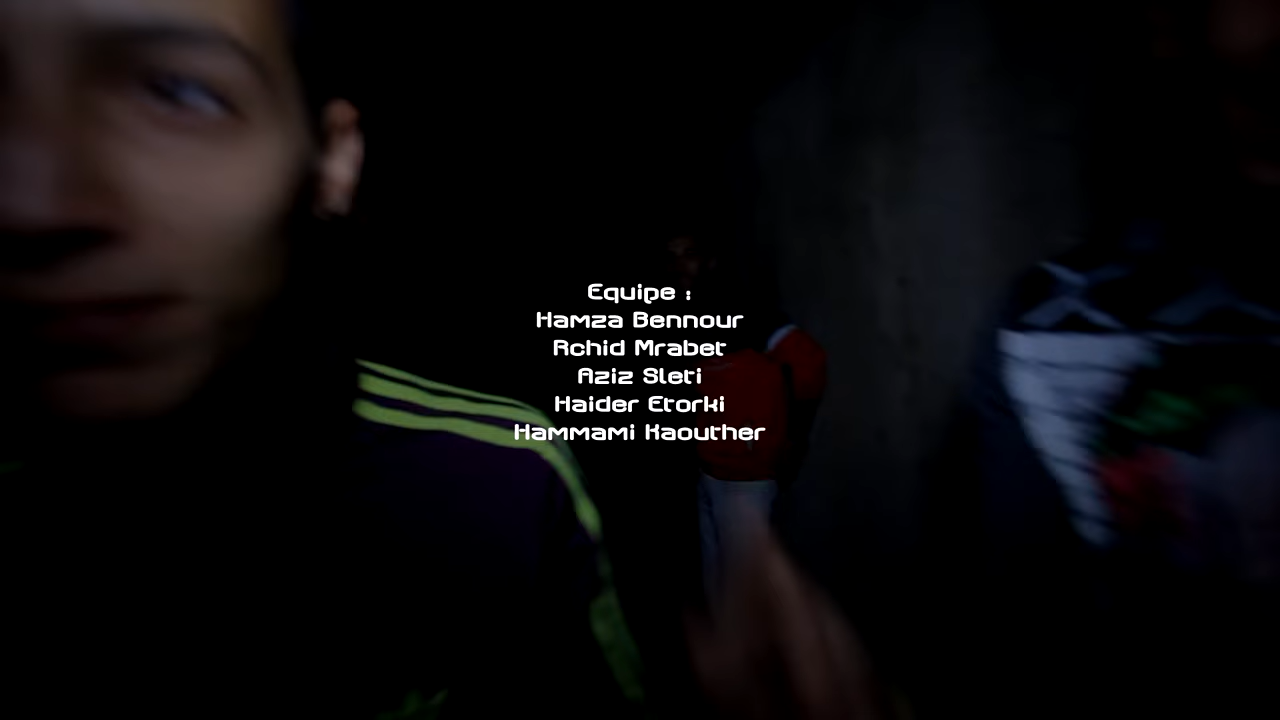 Equipe :
Hamza Bennour
Rchid Mrabet
Aziz Sleti
Haider Etorki
Hammami Kaouther